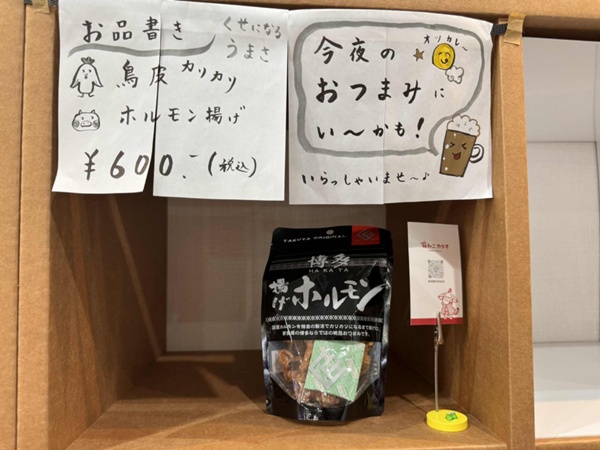 お品書き
くせになる
うまさ
鳥皮カリカリ
ホルモン揚げ
¥600.-(税込)
今夜の
オツカレ〜
おつまみに
い〜かも!
いらっしゃいませ〜♪
TAKUYA ORIGINAL
博多
HAKATA
揚げホルモン